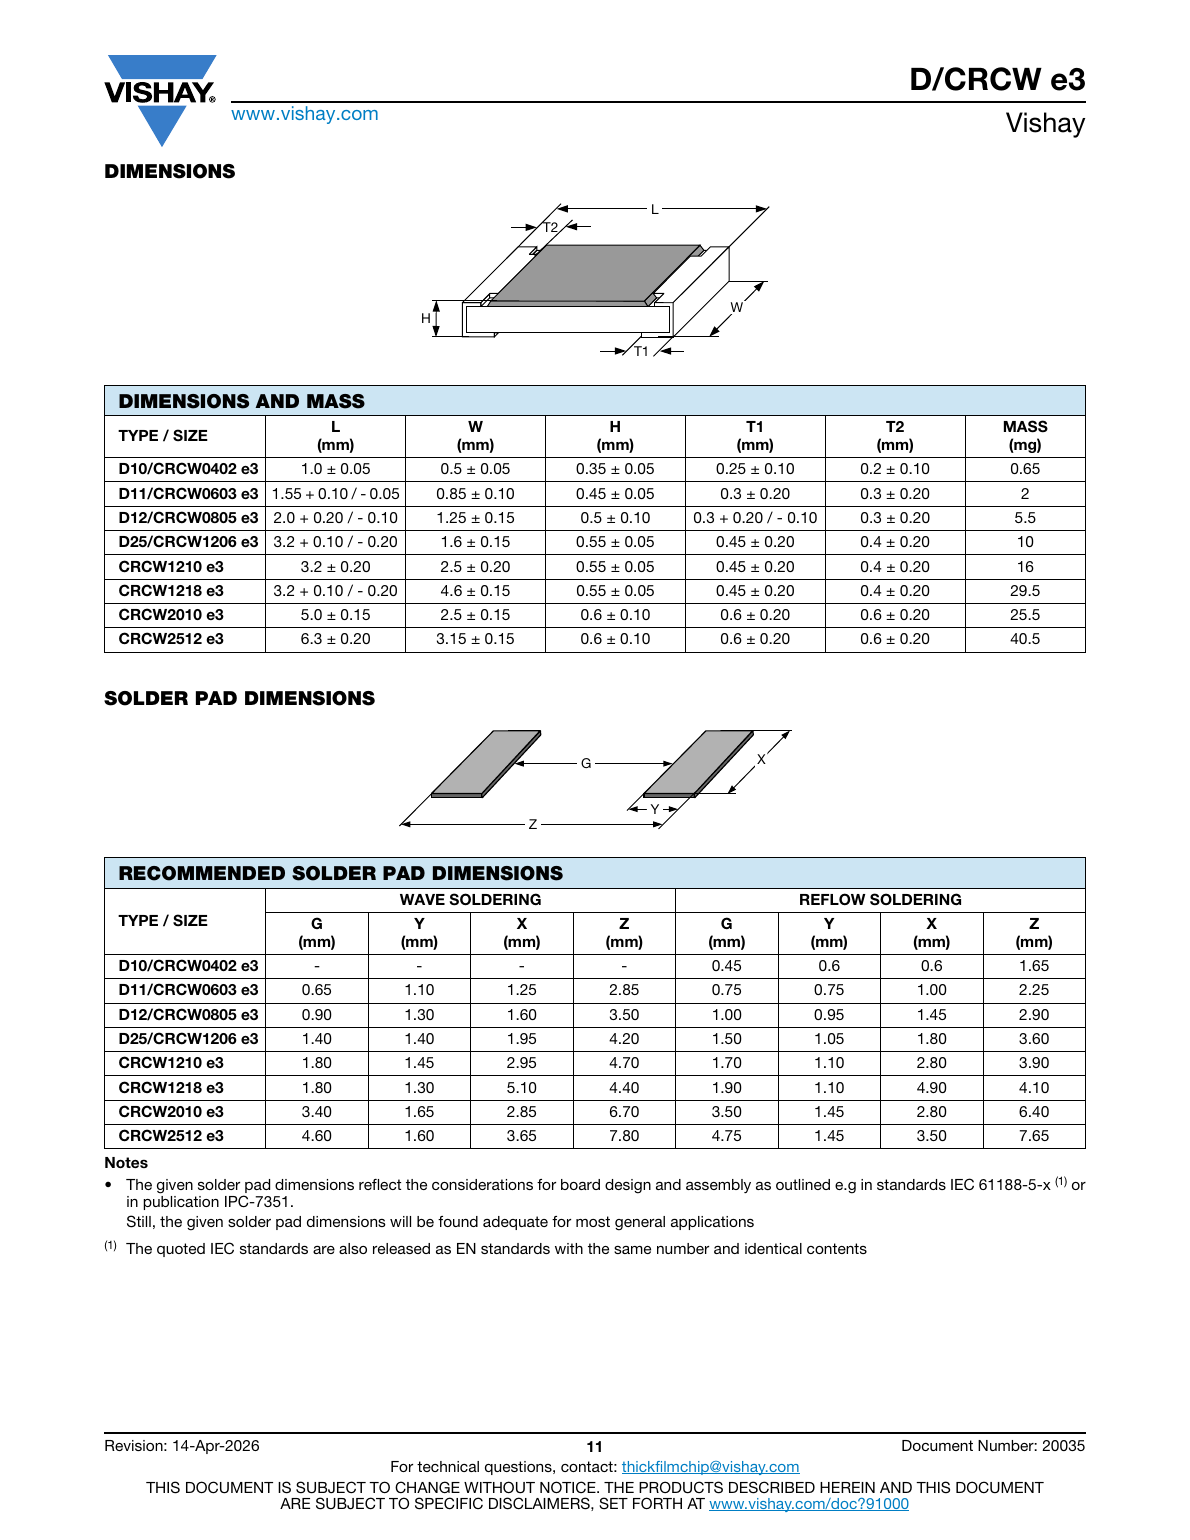 VISHAY®
www.vishay.com
D/CRCW e3
Vishay
DIMENSIONS
L
T2
H
W
T1
DIMENSIONS AND MASS
TYPE / SIZE L (mm) W (mm) H (mm) T1 (mm) T2 (mm) MASS (mg)
D10/CRCW0402 e3 1.0 ± 0.05 0.5 ± 0.05 0.35 ± 0.05 0.25 ± 0.10 0.2 ± 0.10 0.65
D11/CRCW0603 e3 1.55 + 0.10 / - 0.05 0.85 ± 0.10 0.45 ± 0.05 0.3 ± 0.20 0.3 ± 0.20 2
D12/CRCW0805 e3 2.0 + 0.20 / - 0.10 1.25 ± 0.15 0.5 ± 0.10 0.3 + 0.20 / - 0.10 0.3 ± 0.20 5.5
D25/CRCW1206 e3 3.2 + 0.10 / - 0.20 1.6 ± 0.15 0.55 ± 0.05 0.45 ± 0.20 0.4 ± 0.20 10
CRCW1210 e3 3.2 ± 0.20 2.5 ± 0.20 0.55 ± 0.05 0.45 ± 0.20 0.4 ± 0.20 16
CRCW1218 e3 3.2 + 0.10 / - 0.20 4.6 ± 0.15 0.55 ± 0.05 0.45 ± 0.20 0.4 ± 0.20 29.5
CRCW2010 e3 5.0 ± 0.15 2.5 ± 0.15 0.6 ± 0.10 0.6 ± 0.20 0.6 ± 0.20 25.5
CRCW2512 e3 6.3 ± 0.20 3.15 ± 0.15 0.6 ± 0.10 0.6 ± 0.20 0.6 ± 0.20 40.5
SOLDER PAD DIMENSIONS
G
X
Y
Z
RECOMMENDED SOLDER PAD DIMENSIONS
TYPE / SIZE WAVE SOLDERING REFLOW SOLDERING
G (mm) Y (mm) X (mm) Z (mm) G (mm) Y (mm) X (mm) Z (mm)
D10/CRCW0402 e3 - - - - 0.45 0.6 0.6 1.65
D11/CRCW0603 e3 0.65 1.10 1.25 2.85 0.75 0.75 1.00 2.25
D12/CRCW0805 e3 0.90 1.30 1.60 3.50 1.00 0.95 1.45 2.90
D25/CRCW1206 e3 1.40 1.40 1.95 4.20 1.50 1.05 1.80 3.60
CRCW1210 e3 1.80 1.45 2.95 4.70 1.70 1.10 2.80 3.90
CRCW1218 e3 1.80 1.30 5.10 4.40 1.90 1.10 4.90 4.10
CRCW2010 e3 3.40 1.65 2.85 6.70 3.50 1.45 2.80 6.40
CRCW2512 e3 4.60 1.60 3.65 7.80 4.75 1.45 3.50 7.65
Notes
• The given solder pad dimensions reflect the considerations for board design and assembly as outlined e.g in standards IEC 61188-5-x (1) or
in publication IPC-7351.
Still, the given solder pad dimensions will be found adequate for most general applications
(1) The quoted IEC standards are also released as EN standards with the same number and identical contents
Revision: 14-Apr-2026 11 Document Number: 20035
For technical questions, contact: thickfilmchip@vishay.com
THIS DOCUMENT IS SUBJECT TO CHANGE WITHOUT NOTICE. THE PRODUCTS DESCRIBED HEREIN AND THIS DOCUMENT
ARE SUBJECT TO SPECIFIC DISCLAIMERS, SET FORTH AT www.vishay.com/doc?91000